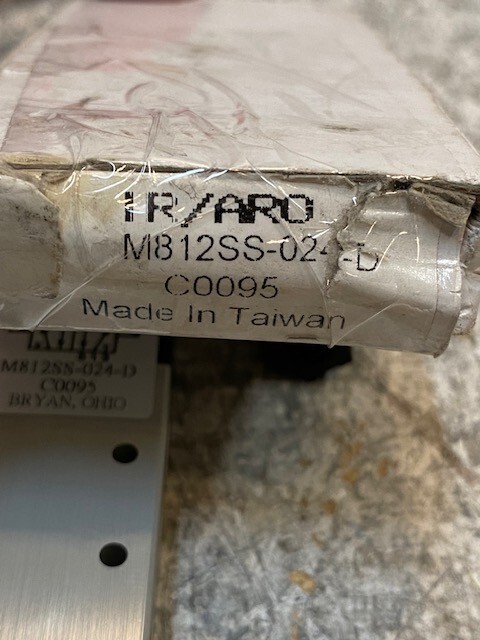 IR/ARO
M812SS-024-D
C0095
Made In Taiwan
M812SS-024-D
C0095
BRYAN, OHIO